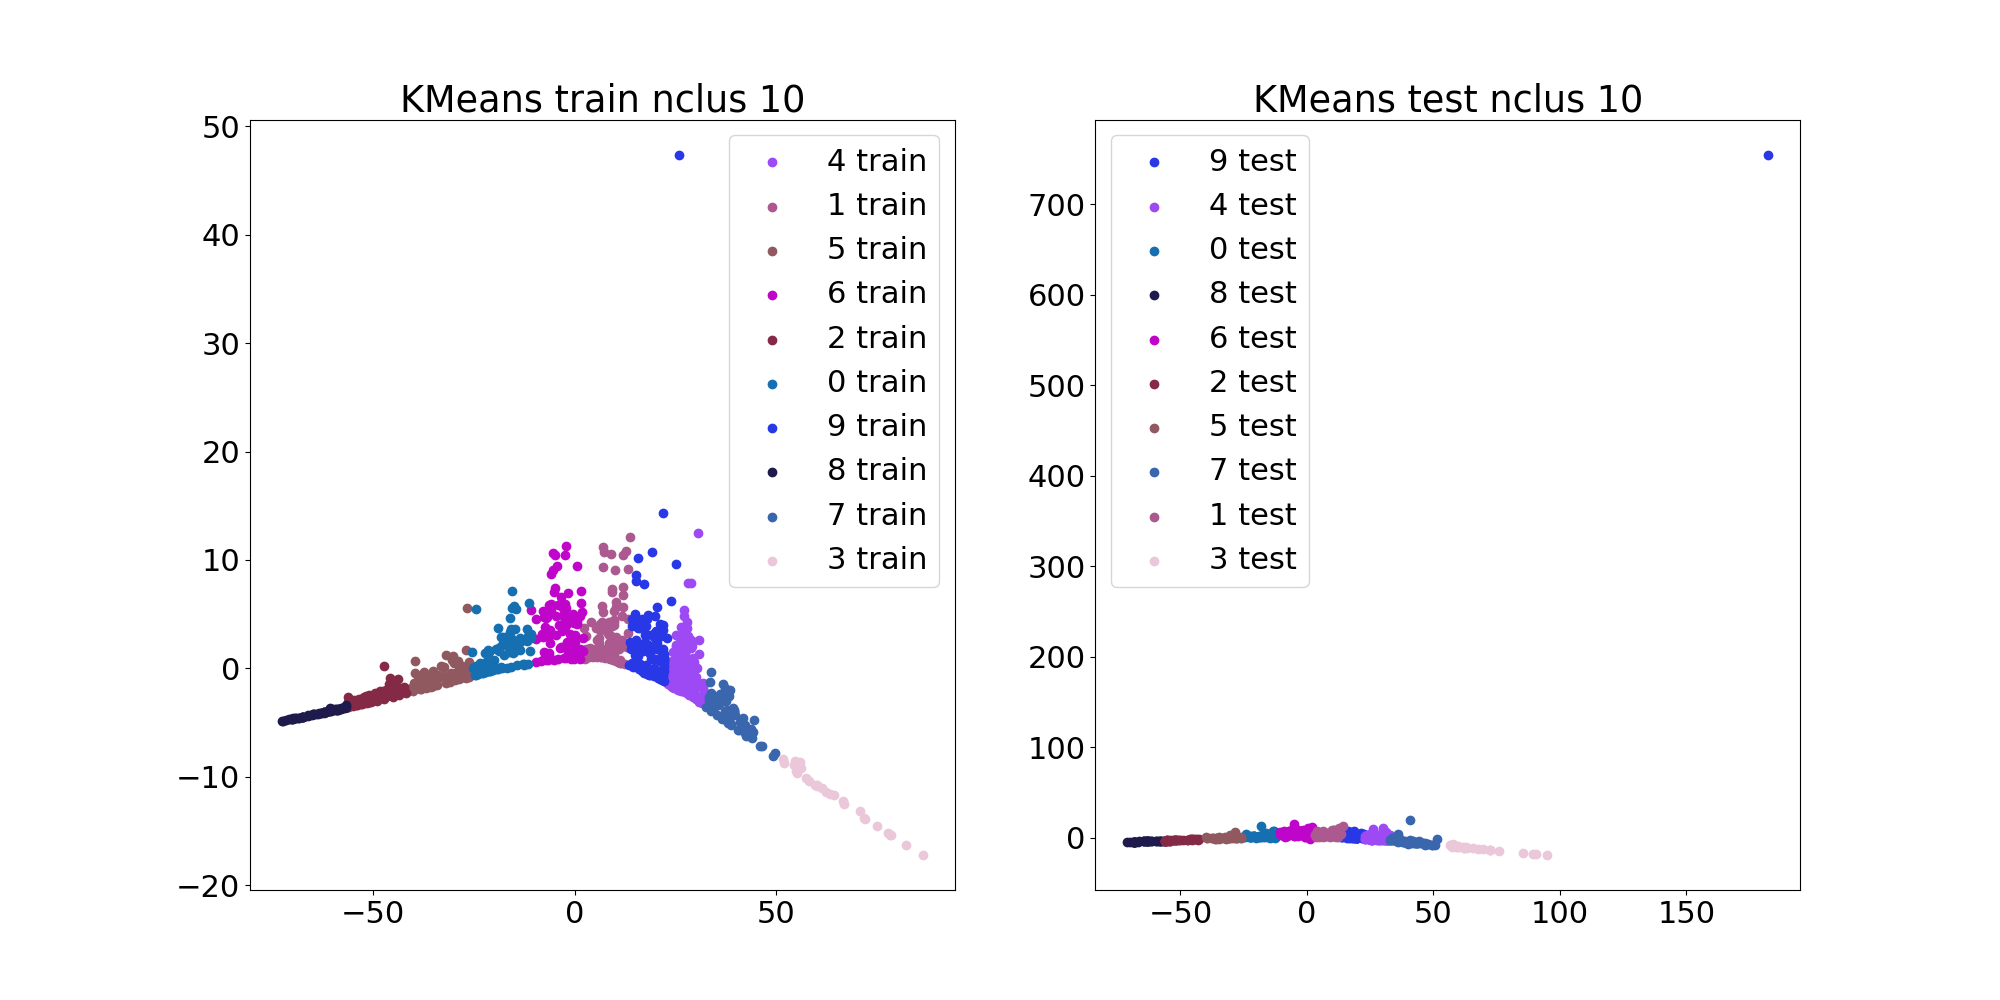 KMeans train nclus 10
50
40
30
20
10
0
−10
−20
−50
0
50
4 train
1 train
5 train
6 train
2 train
0 train
9 train
8 train
7 train
3 train
KMeans test nclus 10
700
600
500
400
300
200
100
0
−50
0
50
100
150
9 test
4 test
0 test
8 test
6 test
2 test
5 test
7 test
1 test
3 test